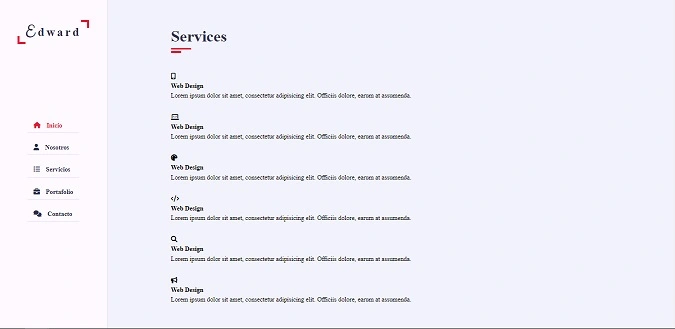 Edward
Inicio
Nosotros
Servicios
Portafolio
Contacto
Services
Web Design
Lorem ipsum dolor sit amet, consectetur adipisicing elit. Officiis dolore, earum at assumenda.
Web Design
Lorem ipsum dolor sit amet, consectetur adipisicing elit. Officiis dolore, earum at assumenda.
Web Design
Lorem ipsum dolor sit amet, consectetur adipisicing elit. Officiis dolore, earum at assumenda.
Web Design
Lorem ipsum dolor sit amet, consectetur adipisicing elit. Officiis dolore, earum at assumenda.
Web Design
Lorem ipsum dolor sit amet, consectetur adipisicing elit. Officiis dolore, earum at assumenda.
Web Design
Lorem ipsum dolor sit amet, consectetur adipisicing elit. Officiis dolore, earum at assumenda.